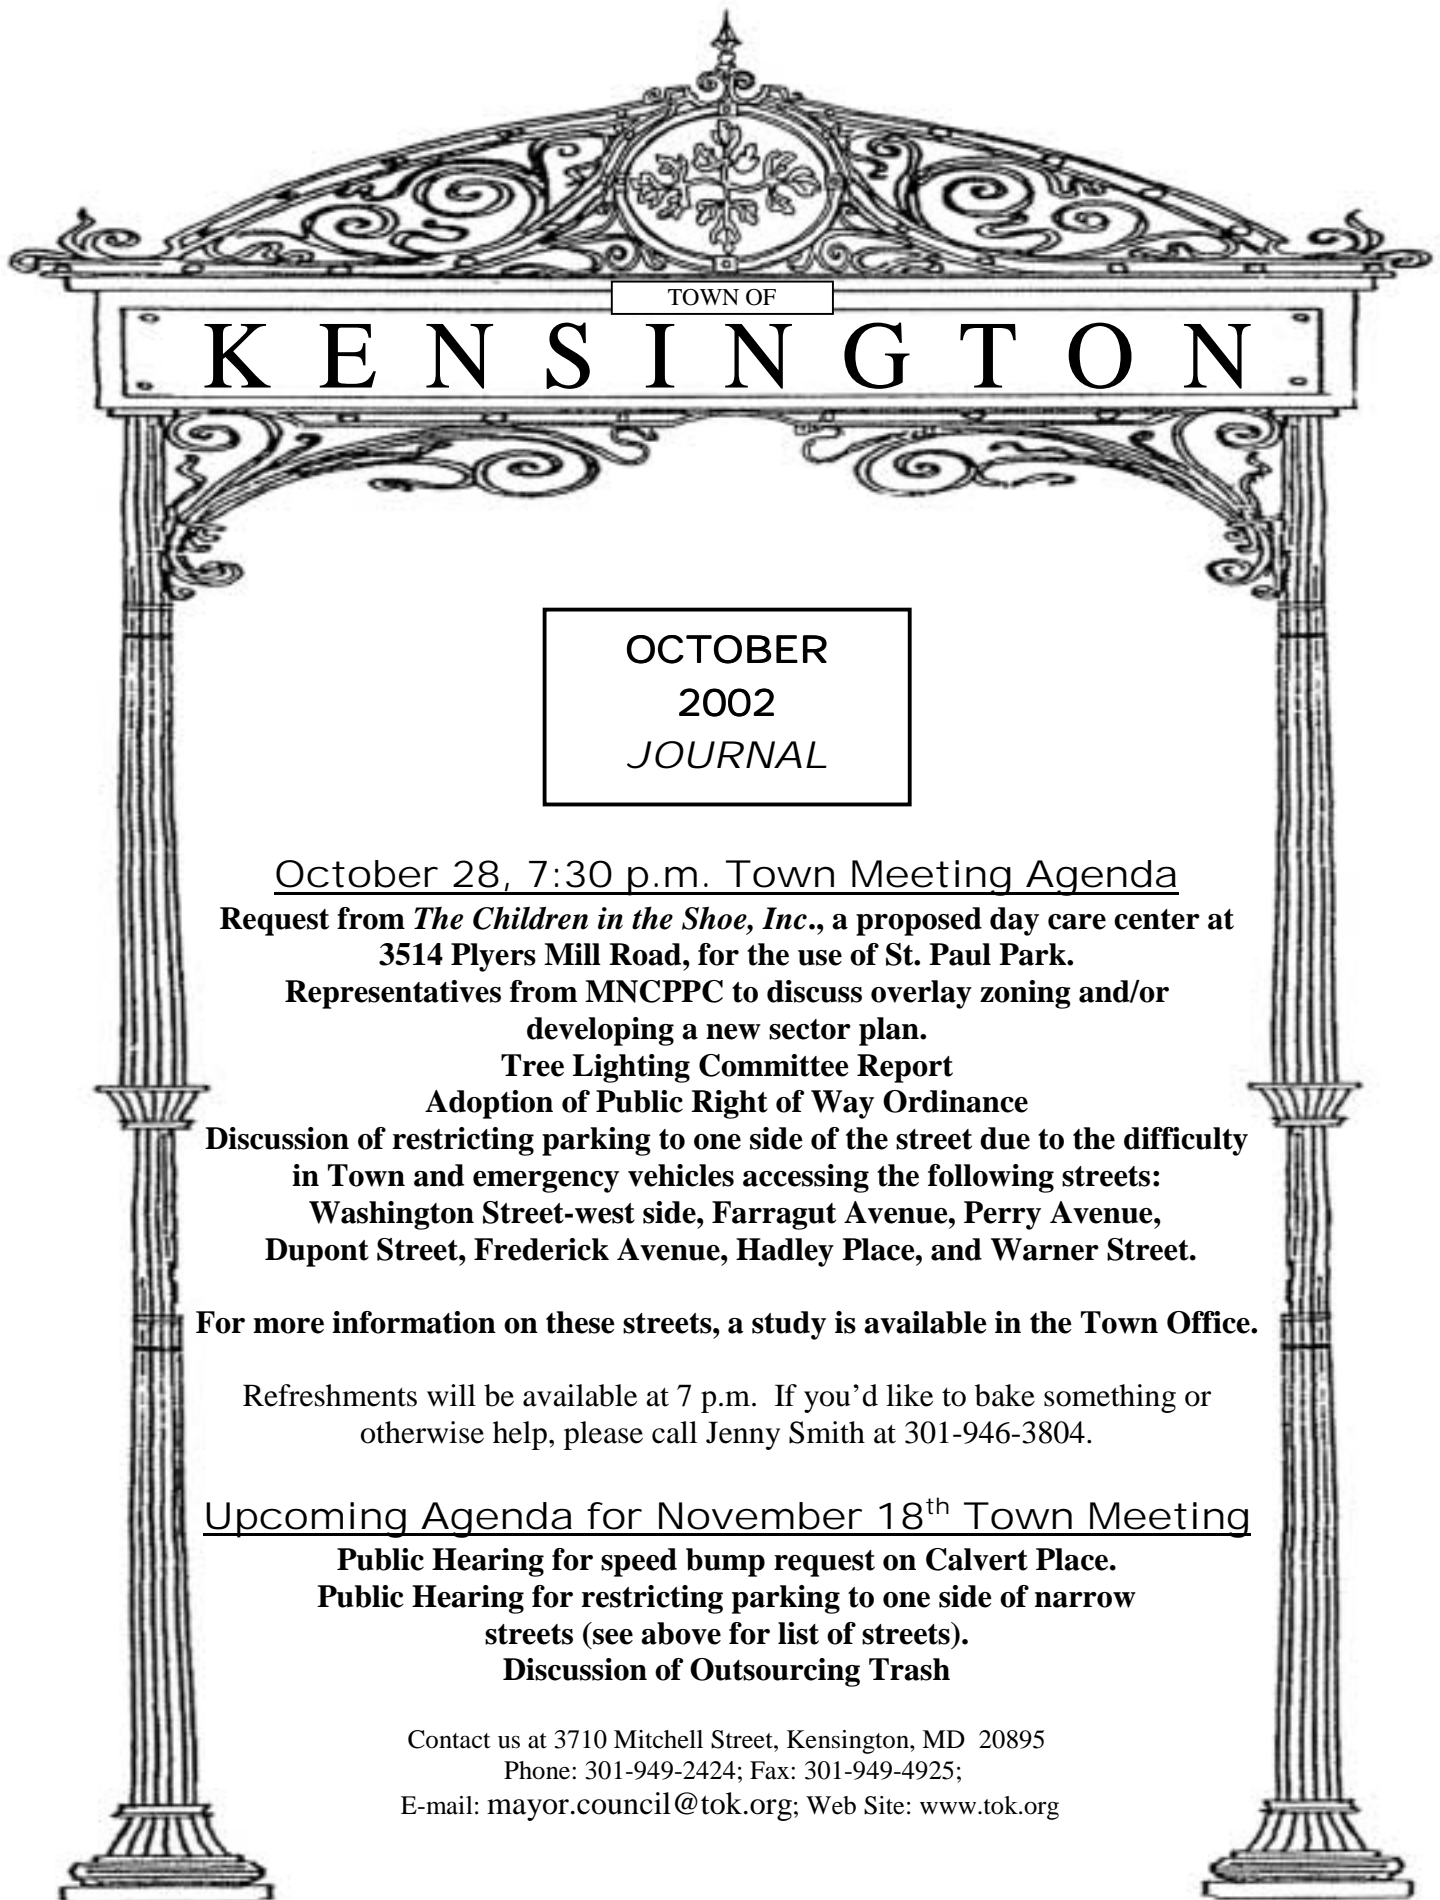 TOWN OF
KENSINGTON
OCTOBER
2002
JOURNAL
October 28, 7:30 p.m. Town Meeting Agenda
Request from The Children in the Shoe, Inc., a proposed day care center at
3514 Plyers Mill Road, for the use of St. Paul Park.
Representatives from MNCPPC to discuss overlay zoning and/or
developing a new sector plan.
Tree Lighting Committee Report
Adoption of Public Right of Way Ordinance
Discussion of restricting parking to one side of the street due to the difficulty
in Town and emergency vehicles accessing the following streets:
Washington Street-west side, Farragut Avenue, Perry Avenue,
Dupont Street, Frederick Avenue, Hadley Place, and Warner Street.
For more information on these streets, a study is available in the Town Office.
Refreshments will be available at 7 p.m.  If you'd like to bake something or
otherwise help, please call Jenny Smith at 301-946-3804.
Upcoming Agenda for November 18th Town Meeting
Public Hearing for speed bump request on Calvert Place.
Public Hearing for restricting parking to one side of narrow
streets (see above for list of streets).
Discussion of Outsourcing Trash
Contact us at 3710 Mitchell Street, Kensington, MD  20895
Phone: 301-949-2424; Fax: 301-949-4925;
E-mail: mayor.council@tok.org; Web Site: www.tok.org